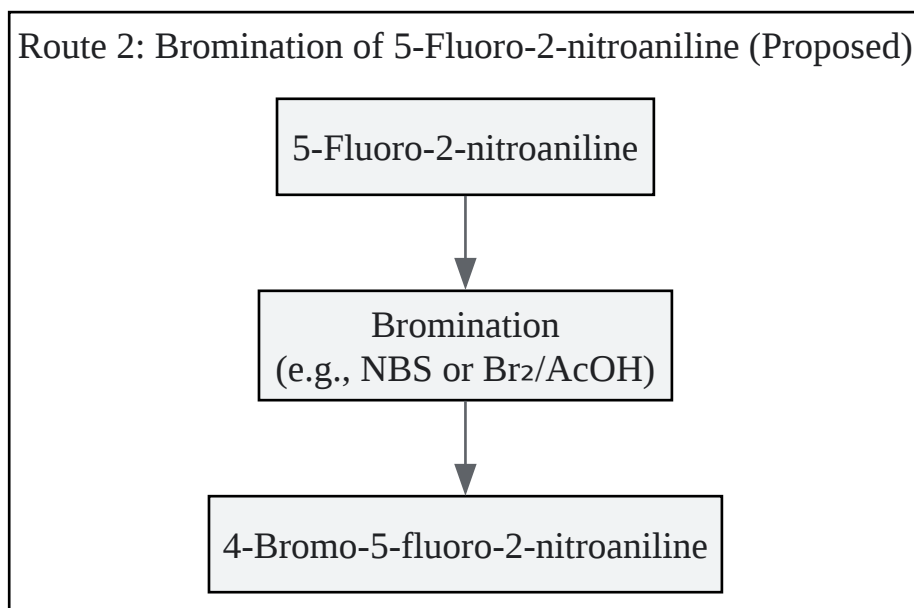 Route 2: Bromination of 5-Fluoro-2-nitroaniline (Proposed)
5-Fluoro-2-nitroaniline
Bromination
(e.g., NBS or Br₂/AcOH)
4-Bromo-5-fluoro-2-nitroaniline